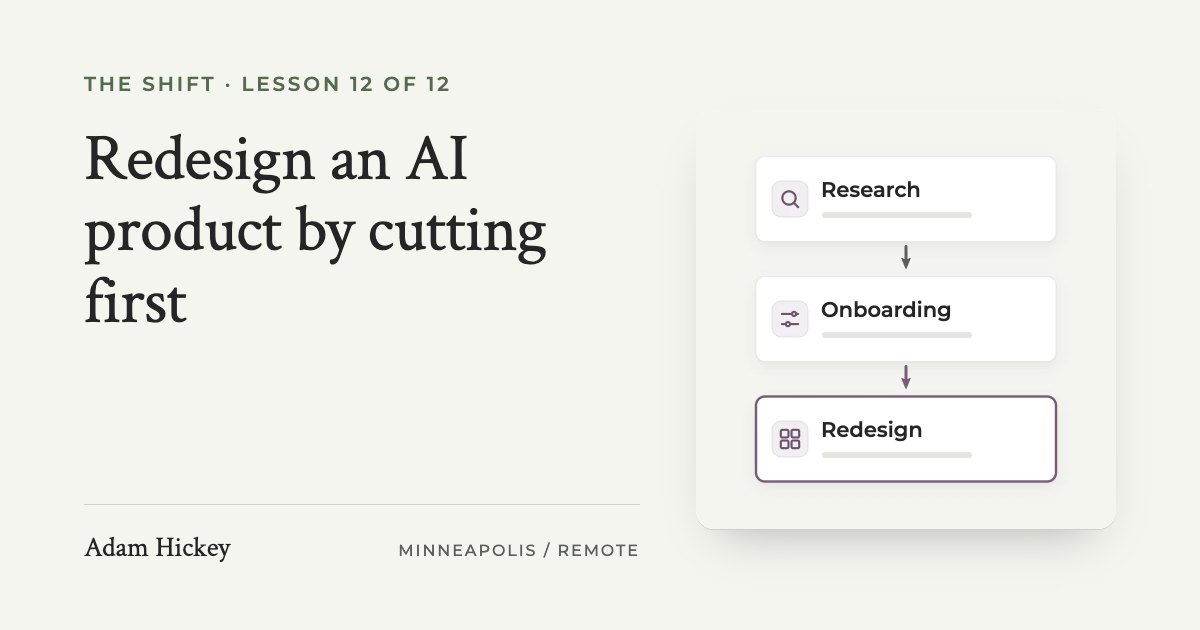 THE SHIFT · LESSON 12 OF 12
Redesign an AI
product by cutting
first
Adam Hickey
MINNEAPOLIS / REMOTE
Research
Onboarding
Redesign